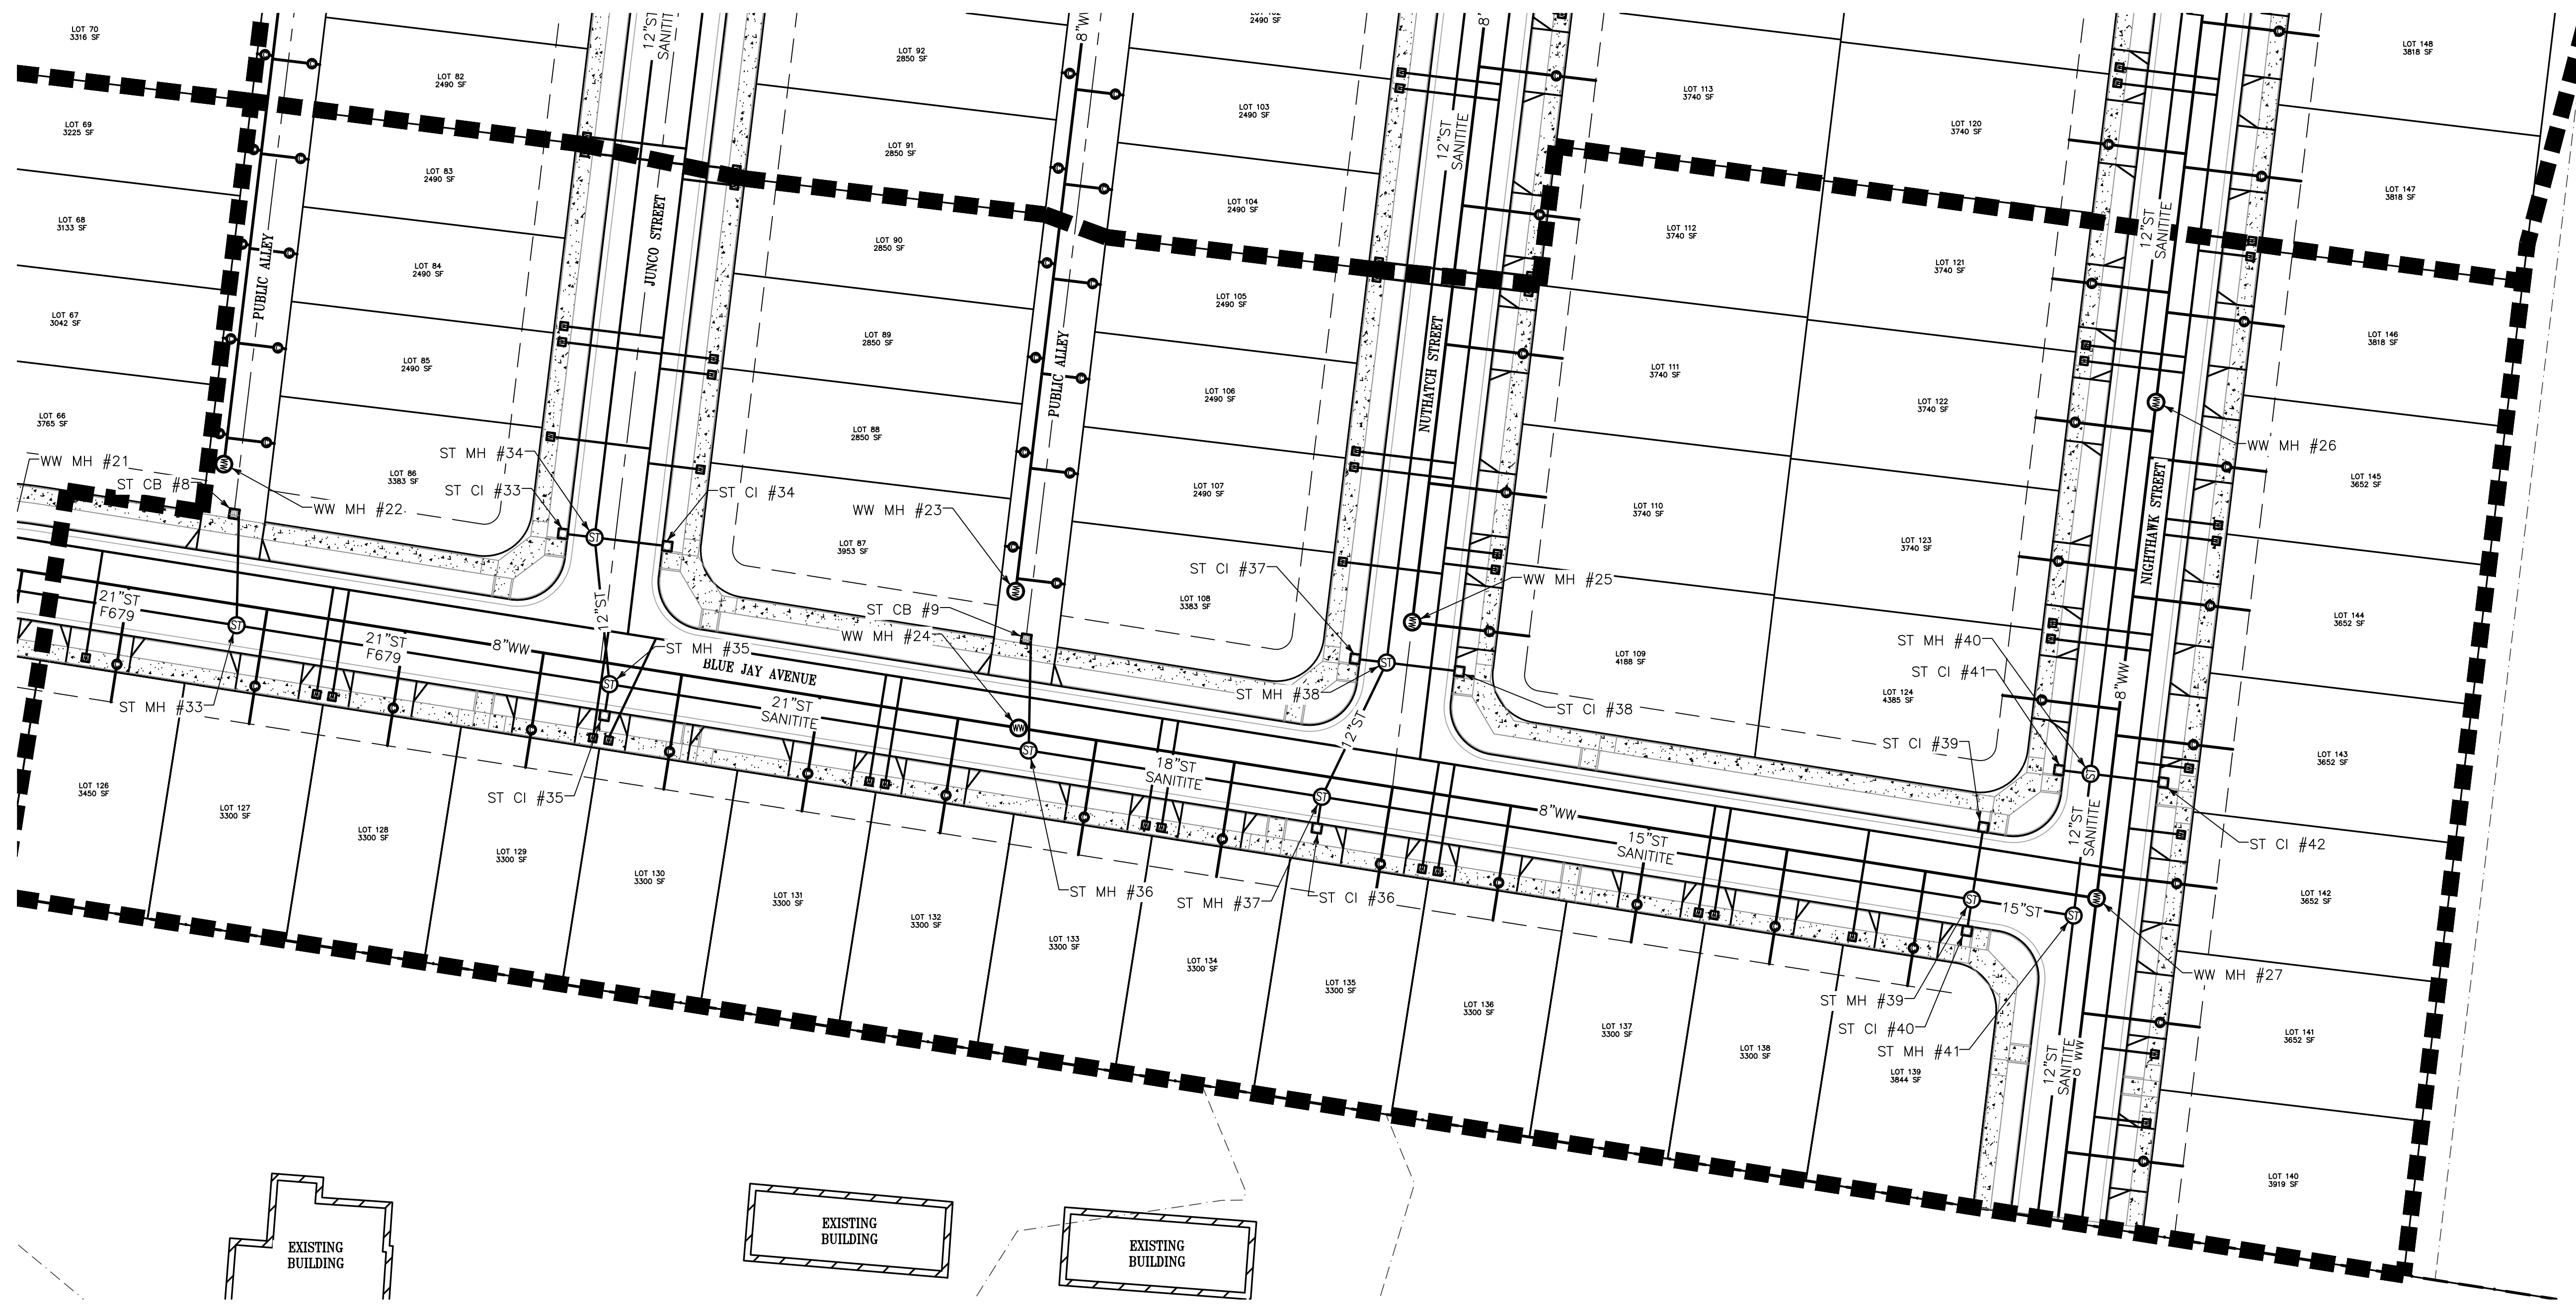 LOT 70
3316 SF
LOT 69
3225 SF
LOT 68
3133 SF
LOT 67
3042 SF
LOT 66
3765 SF
PUBLIC ALLEY
LOT 82
2490 SF
LOT 83
2490 SF
LOT 84
2490 SF
LOT 85
2490 SF
LOT 86
3383 SF
12"ST
SANITIT
JUNCO STREET
LOT 92
2850 SF
LOT 91
2850 SF
LOT 90
2850 SF
LOT 89
2850 SF
LOT 88
2850 SF
LOT 87
3953 SF
8"W
PUBLIC ALLEY
2490 SF
LOT 103
2490 SF
LOT 104
2490 SF
LOT 105
2490 SF
LOT 106
2490 SF
LOT 107
2490 SF
LOT 108
3383 SF
8"
12"ST
SANITITE
NUTHATCH STREET
LOT 113
3740 SF
LOT 112
3740 SF
LOT 111
3740 SF
LOT 110
3740 SF
LOT 109
4188 SF
LOT 120
3740 SF
LOT 121
3740 SF
LOT 122
3740 SF
LOT 123
3740 SF
LOT 124
4385 SF
12"ST
SANITITE
NIGHTHAWK STREET
8"WW
LOT 148
3818 SF
LOT 147
3818 SF
LOT 146
3818 SF
LOT 145
3652 SF
LOT 144
3652 SF
LOT 143
3652 SF
LOT 142
3652 SF
LOT 141
3652 SF
LOT 140
3919 SF
WW MH #21
ST CB #8
WW MH #22
ST MH #34
ST CI #33
ST CI #34
WW MH #23
ST CB #9
WW MH #24
ST CI #37
WW MH #25
ST MH #38
ST CI #38
WW MH #26
ST MH #40
ST CI #41
ST CI #39
ST CI #42
WW MH #27
21"ST
F679
21"ST
F679
8"WW
12"ST
ST MH #35
BLUE JAY AVENUE
21"ST
SANITITE
18"ST
SANITITE
12"ST
8"WW
15"ST
SANITITE
15"ST
12"ST
SANITITE
12"ST
SANITITE
8"WW
ST MH #33
ST CI #35
ST MH #36
ST MH #37
ST CI #36
ST MH #39
ST CI #40
ST MH #41
WW
WW
WW
WW
WW
WW
ST
ST
ST
ST
ST
ST
ST
ST
ST
LOT 126
3450 SF
LOT 127
3300 SF
LOT 128
3300 SF
LOT 129
3300 SF
LOT 130
3300 SF
LOT 131
3300 SF
LOT 132
3300 SF
LOT 133
3300 SF
LOT 134
3300 SF
LOT 135
3300 SF
LOT 136
3300 SF
LOT 137
3300 SF
LOT 138
3300 SF
LOT 139
3844 SF
EXISTING
BUILDING
EXISTING
BUILDING
EXISTING
BUILDING